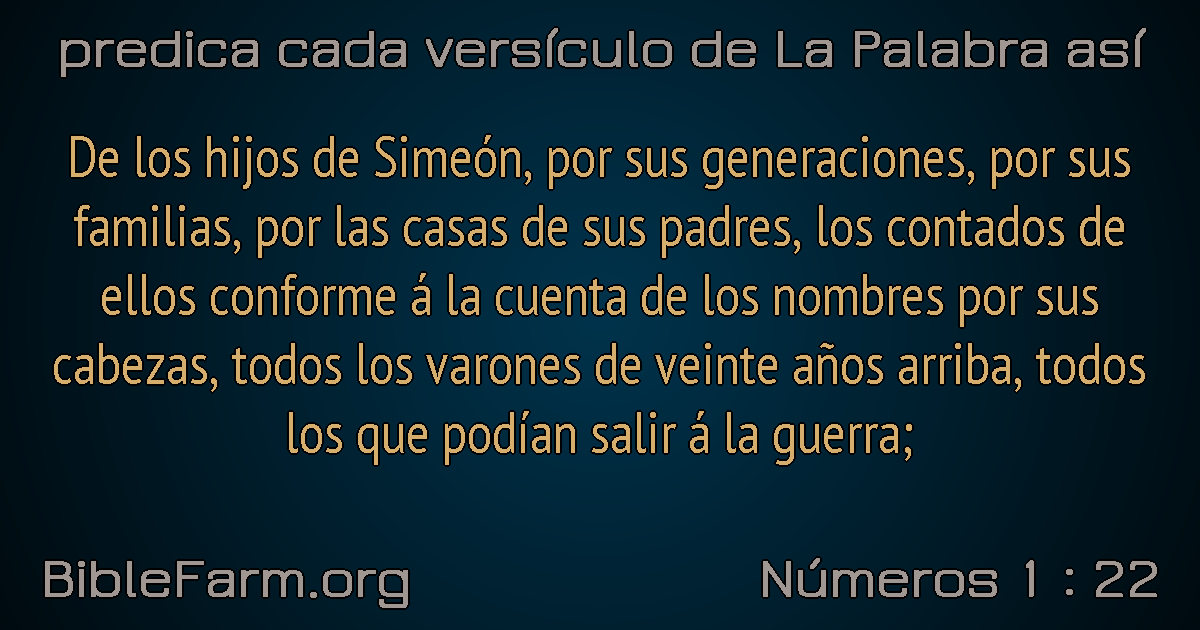 predica cada versículo de La Palabra así
De los hijos de Simeón, por sus generaciones, por sus
familias, por las casas de sus padres, los contados de
ellos conforme á la cuenta de los nombres por sus
cabezas, todos los varones de veinte años arriba, todos
los que podían salir á la guerra;
BibleFarm.org
Números 1 : 22